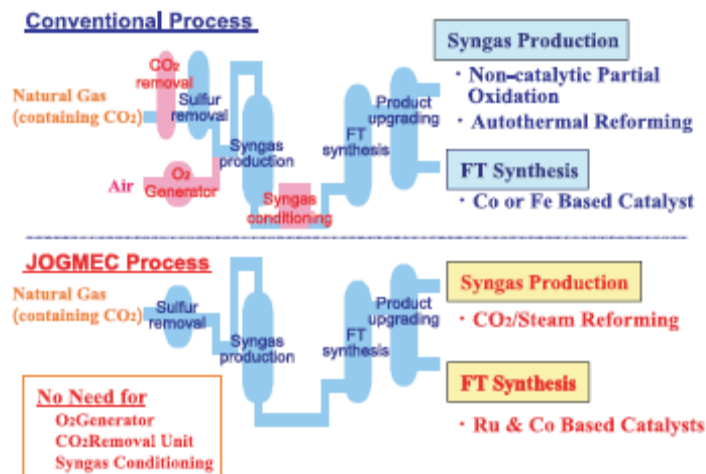 Conventional Process
CO₂
removal
Natural Gas
(containing CO₂)
Sulfur
removal
Syngas
production
Air
O₂
Generator
Syngas
conditioning
FT
synthesis
Product
upgrading
Syngas Production
・Non-catalytic Partial
Oxidation
・Autothermal Reforming
FT Synthesis
・Co or Fe Based Catalyst
JOGMEC Process
Natural Gas
(containing CO₂)
Sulfur
removal
Syngas
production
FT
synthesis
Product
upgrading
Syngas Production
・CO₂/Steam Reforming
FT Synthesis
・Ru & Co Based Catalysts
No Need for
O₂Generator
CO₂Removal Unit
Syngas Conditioning